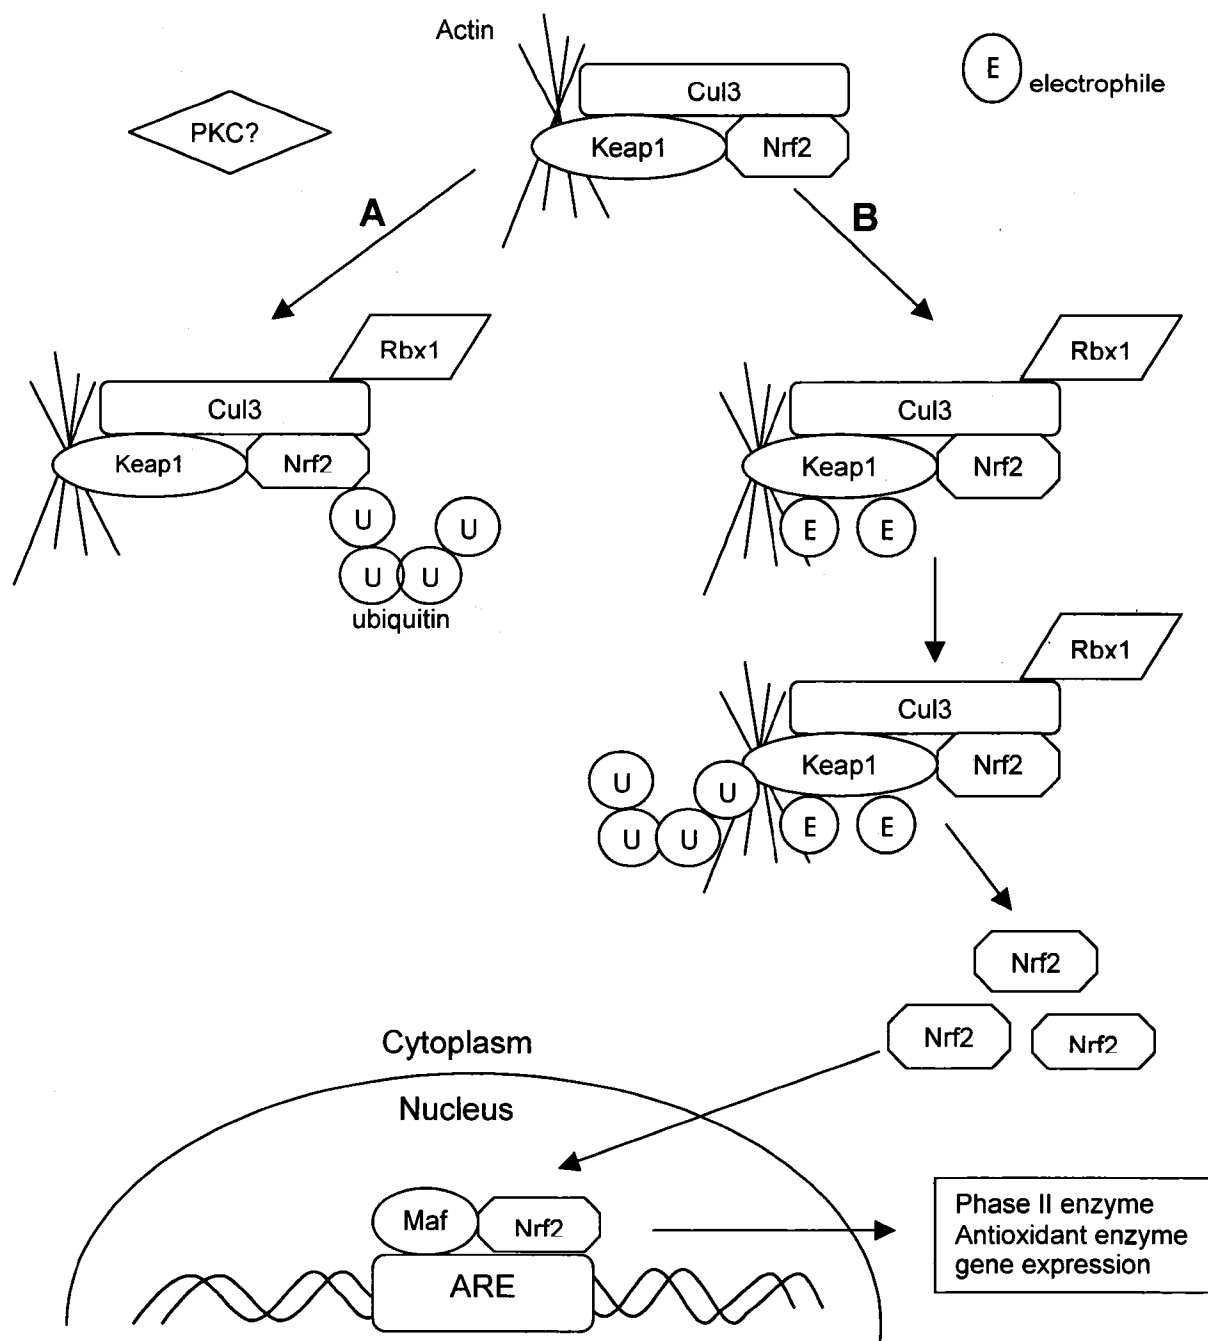 Actin
E
electrophile
Cul3
PKC?
Keap1
Nrf2
A
B
Rbx1
Cul3
Keap1
Nrf2
U
U
U
U
ubiquitin
Rbx1
Cul3
Keap1
Nrf2
E
E
Rbx1
Cul3
Keap1
Nrf2
U
U
U
U
E
E
Nrf2
Nrf2
Nrf2
Cytoplasm
Nucleus
Maf
Nrf2
ARE
Phase II enzyme
Antioxidant enzyme
gene expression